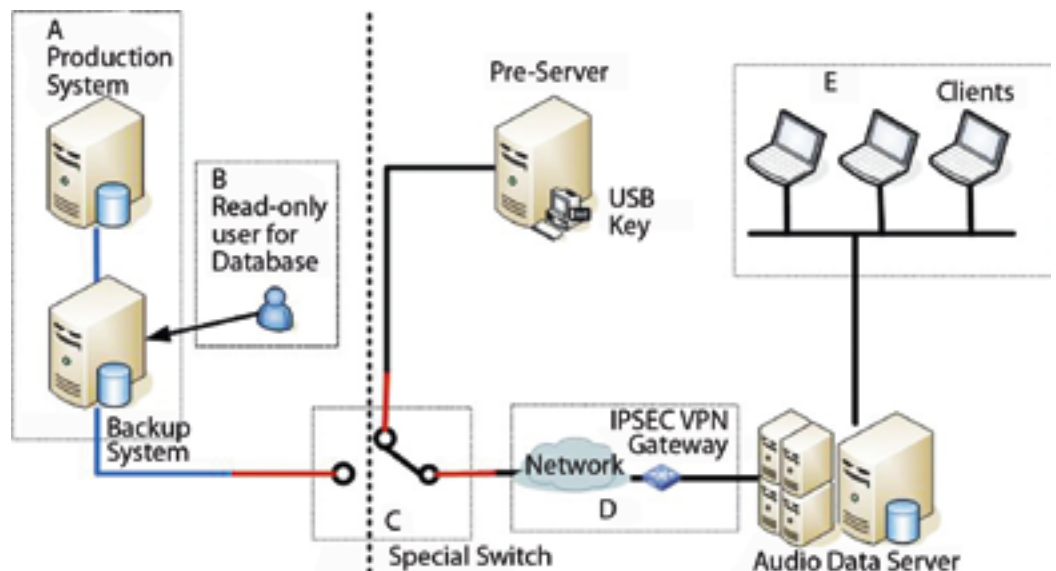 A
Production
System
B
Read-only
user for
Database
Backup
System
Pre-Server
USB
Key
C
Special Switch
IPSEC VPN
Gateway
Network
D
E
Clients
Audio Data Server